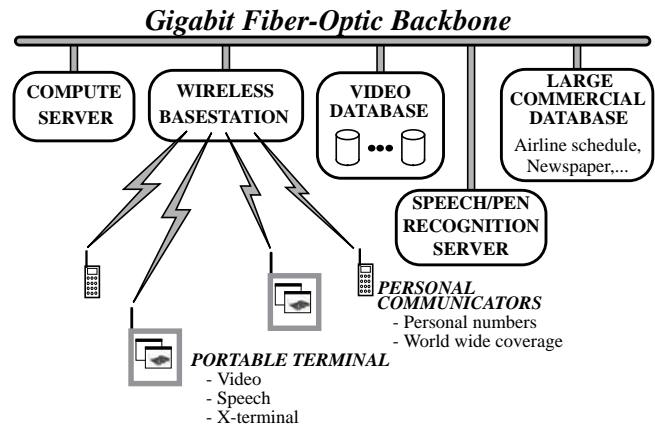 Gigabit Fiber-Optic Backbone
COMPUTE
SERVER
WIRELESS
BASESTATION
VIDEO
DATABASE
LARGE
COMMERCIAL
DATABASE
Airline schedule,
Newspaper,...
SPEECH/PEN
RECOGNITION
SERVER
PERSONAL
COMMUNICATORS
- Personal numbers
- World wide coverage
PORTABLE TERMINAL
- Video
- Speech
- X-terminal